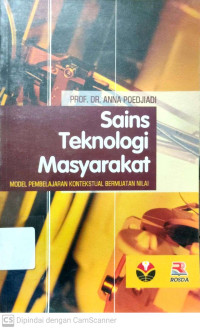 PROF. DR. ANNA POEDJIADI
Sains
Teknologi
Masyarakat
MODEL PEMBELAJARAN KONTEKSTUAL BERMUATAN NILAI
ROSDA
CS Dipindai dengan CamScanner